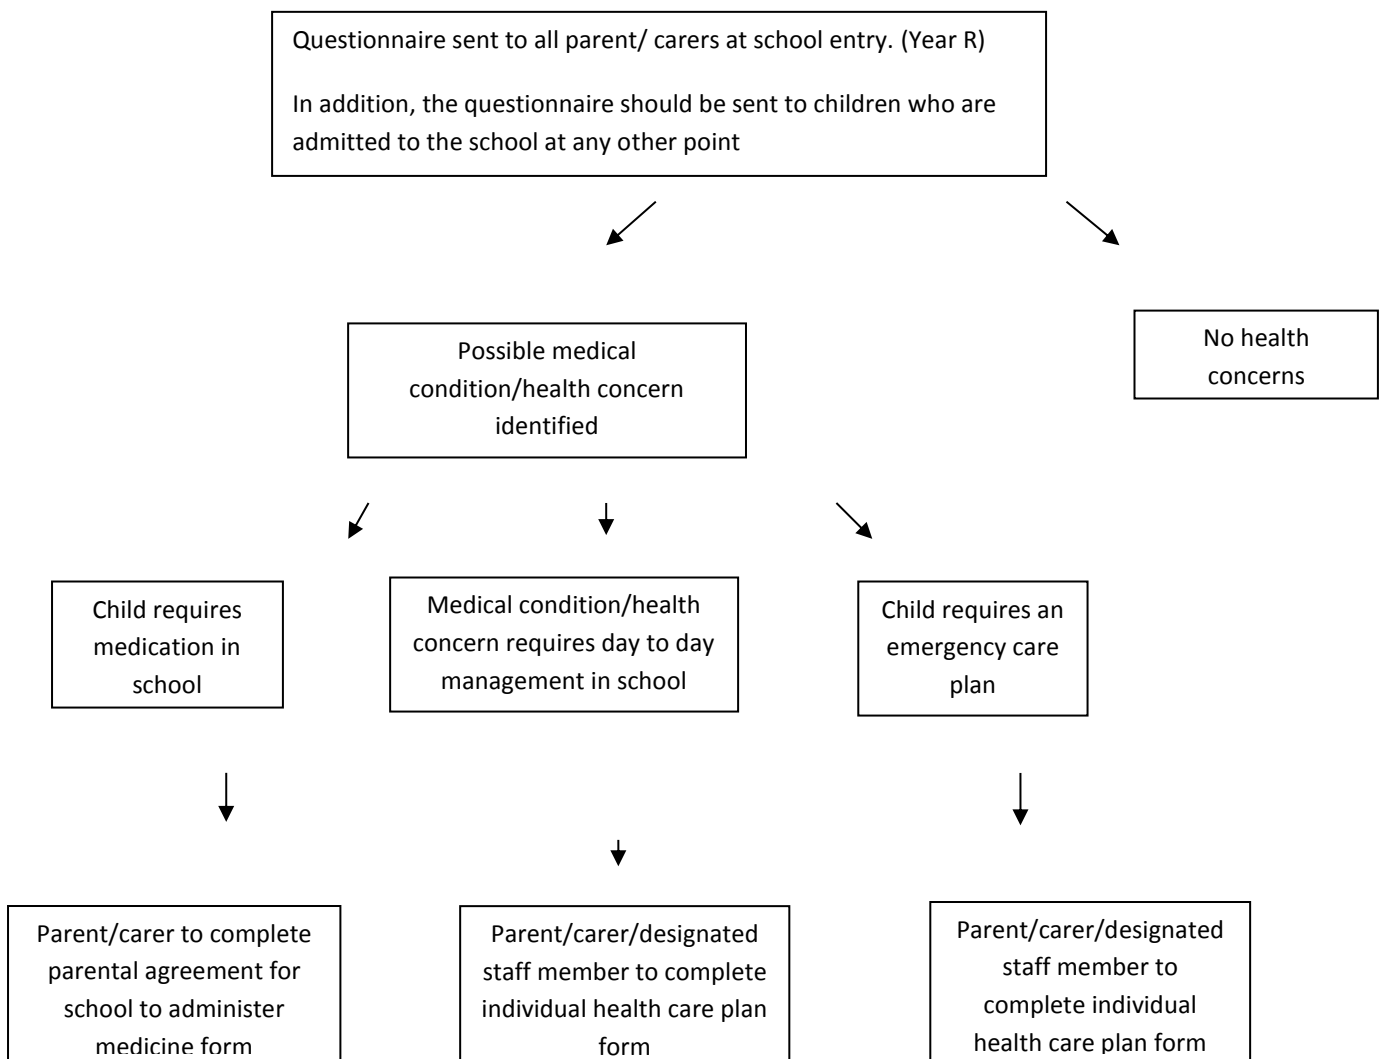 Questionnaire sent to all parent/ carers at school entry. (Year R)
In addition, the questionnaire should be sent to children who are
admitted to the school at any other point
Possible medical
condition/health concern
identified
No health
concerns
Child requires
medication in
school
Medical condition/health
concern requires day to day
management in school
Child requires an
emergency care
plan
Parent/carer to complete
parental agreement for
school to administer
medicine form
Parent/carer/designated
staff member to complete
individual health care plan
form
Parent/carer/designated
staff member to
complete individual
health care plan form